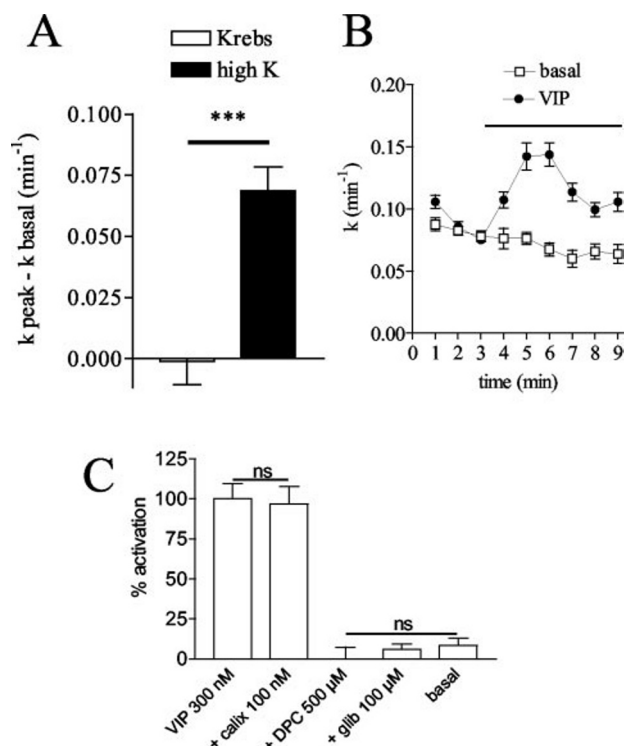 A
Krebs
high K
***
k peak - k basal (min⁻¹)
0.100
0.075
0.050
0.025
0.000
B
basal
VIP
k (min⁻¹)
0.20
0.15
0.10
0.05
0.00
0 1 2 3 4 5 6 7 8 9
time (min)
C
% activation
125
100
75
50
25
0
ns
ns
VIP 300 nM
+ calix 100 nM
+ DPC 500 µM
+ glib 100 µM
basal